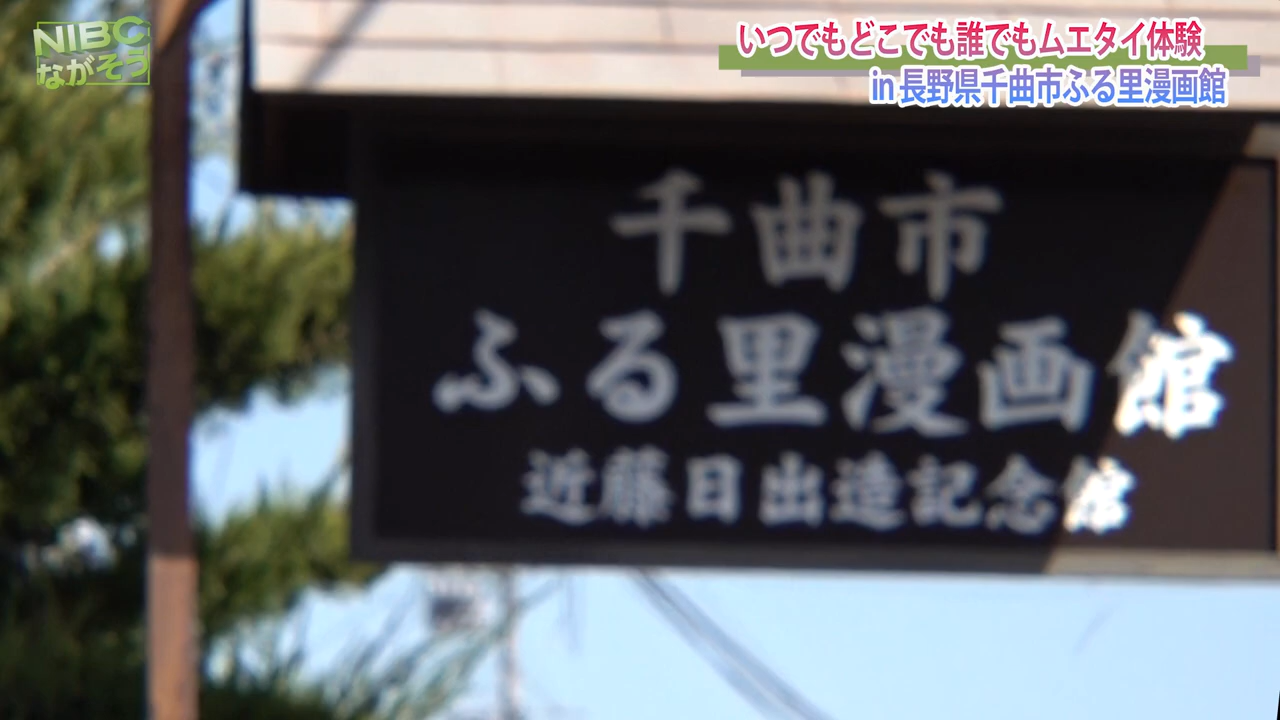 NIBC
ながそう
いつでもどこでも誰でもムエタイ体験
in 長野県千曲市ふる里漫画館
千曲市
ふる里漫画館
近藤日出造記念館